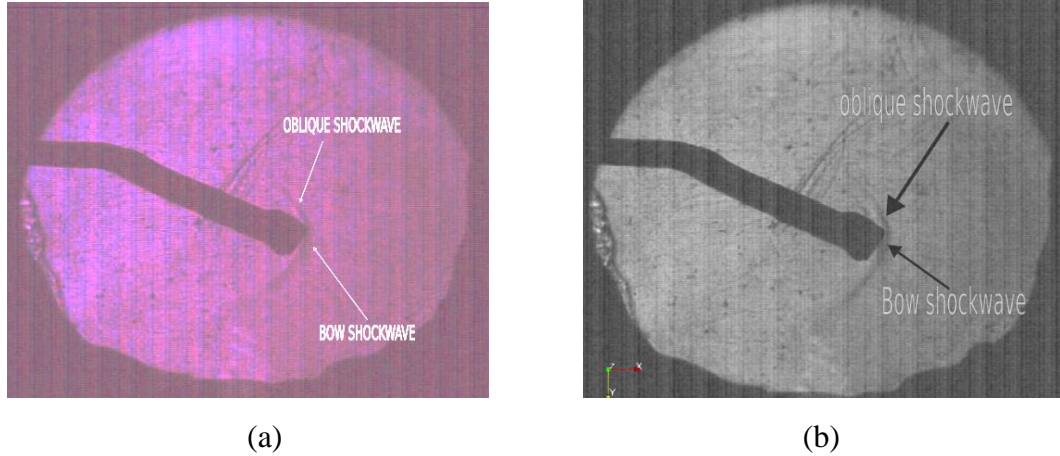 OBLIQUE SHOCKWAVE
BOW SHOCKWAVE
oblique shockwave
Bow shockwave
Z
X
Y
(a)
(b)